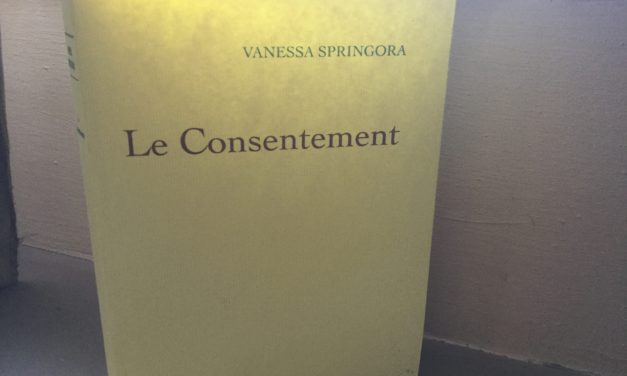 VANESSA SPRINGORA
Le Consentement